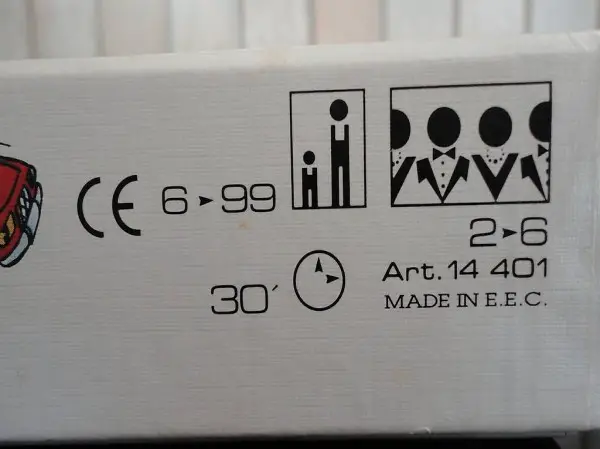 CE 6▸99
2▸6
30′
Art. 14 401
MADE IN E.E.C.